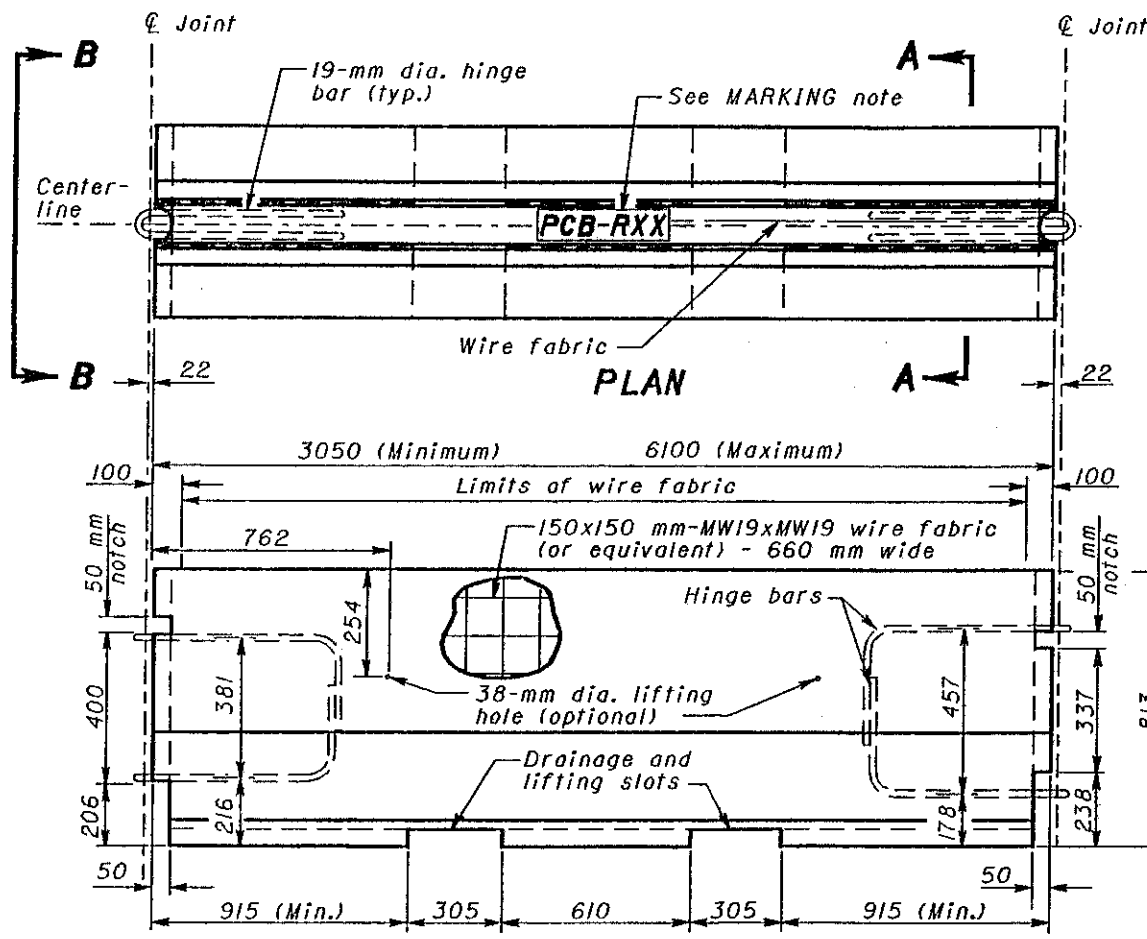 ℄ Joint
℄ Joint
B
A
19-mm dia. hinge
bar (typ.)
See MARKING note
Center-
line
PCB-RXX
Wire fabric
B
PLAN
A
22
22
3050 (Minimum)
6100 (Maximum)
100
Limits of wire fabric
100
150x150 mm-MW19xMW19 wire fabric
(or equivalent) - 660 mm wide
762
50 mm
notch
50 mm
notch
254
Hinge bars
400
381
38-mm dia. lifting
hole (optional)
457
337
813
Drainage and
lifting slots
206
216
178
238
50
50
915 (Min.)
305
610
305
915 (Min.)